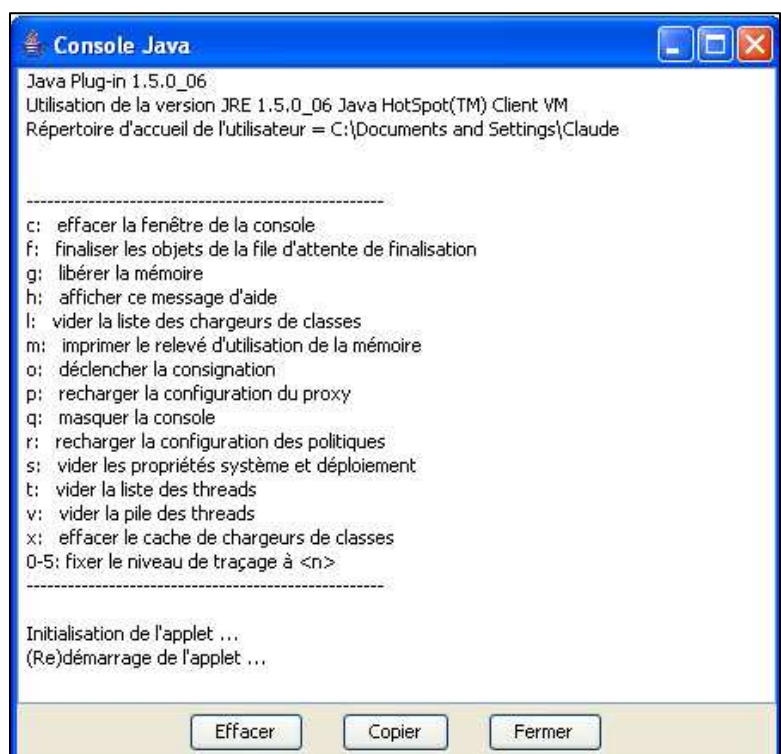 Console Java
Java Plug-in 1.5.0_06
Utilisation de la version JRE 1.5.0_06 Java HotSpot(TM) Client VM
Répertoire d'accueil de l'utilisateur = C:\Documents and Settings\Claude
----------------------------------------------------
c: effacer la fenêtre de la console
f: finaliser les objets de la file d'attente de finalisation
g: libérer la mémoire
h: afficher ce message d'aide
l: vider la liste des chargeurs de classes
m: imprimer le relevé d'utilisation de la mémoire
o: déclencher la consignation
p: recharger la configuration du proxy
q: masquer la console
r: recharger la configuration des politiques
s: vider les propriétés système et déploiement
t: vider la liste des threads
v: vider la pile des threads
x: effacer le cache de chargeurs de classes
0-5: fixer le niveau de traçage à <n>
----------------------------------------------------
Initialisation de l'applet ...
(Re)démarrage de l'applet ...
Effacer Copier Fermer